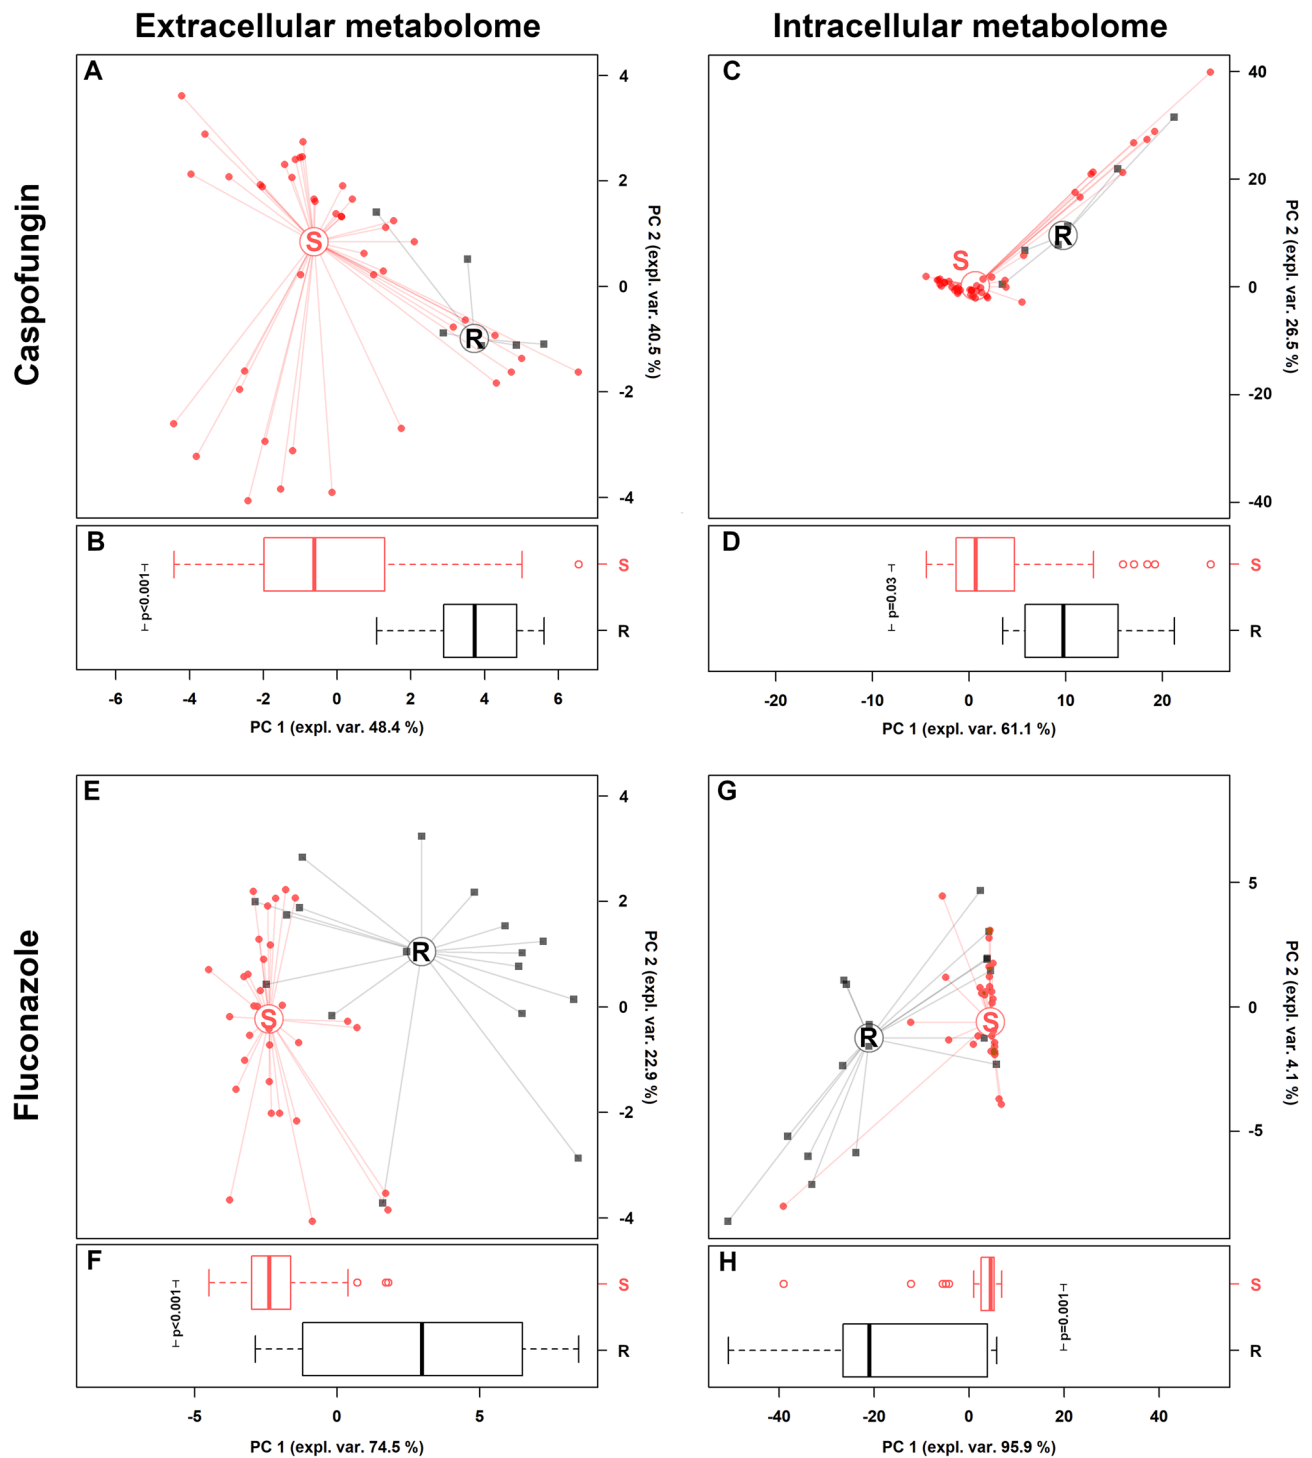 Extracellular metabolome
Intracellular metabolome
Caspofungin
A
S
R
4
2
0
-2
-4
PC 2 (expl. var. 40.5 %)
C
S
R
40
20
0
-20
-40
PC 2 (expl. var. 26.5 %)
B
p<0.001
S
R
-6 -4 -2 0 2 4 6
PC 1 (expl. var. 48.4 %)
D
p=0.03
S
R
-20 -10 0 10 20
PC 1 (expl. var. 61.1 %)
Fluconazole
E
S
R
4
2
0
-2
-4
PC 2 (expl. var. 22.9 %)
G
R
S
5
0
-5
PC 2 (expl. var. 4.1 %)
F
p<0.001
S
R
-5 0 5
PC 1 (expl. var. 74.5 %)
H
p=0.001
S
R
-40 -20 0 20 40
PC 1 (expl. var. 95.9 %)